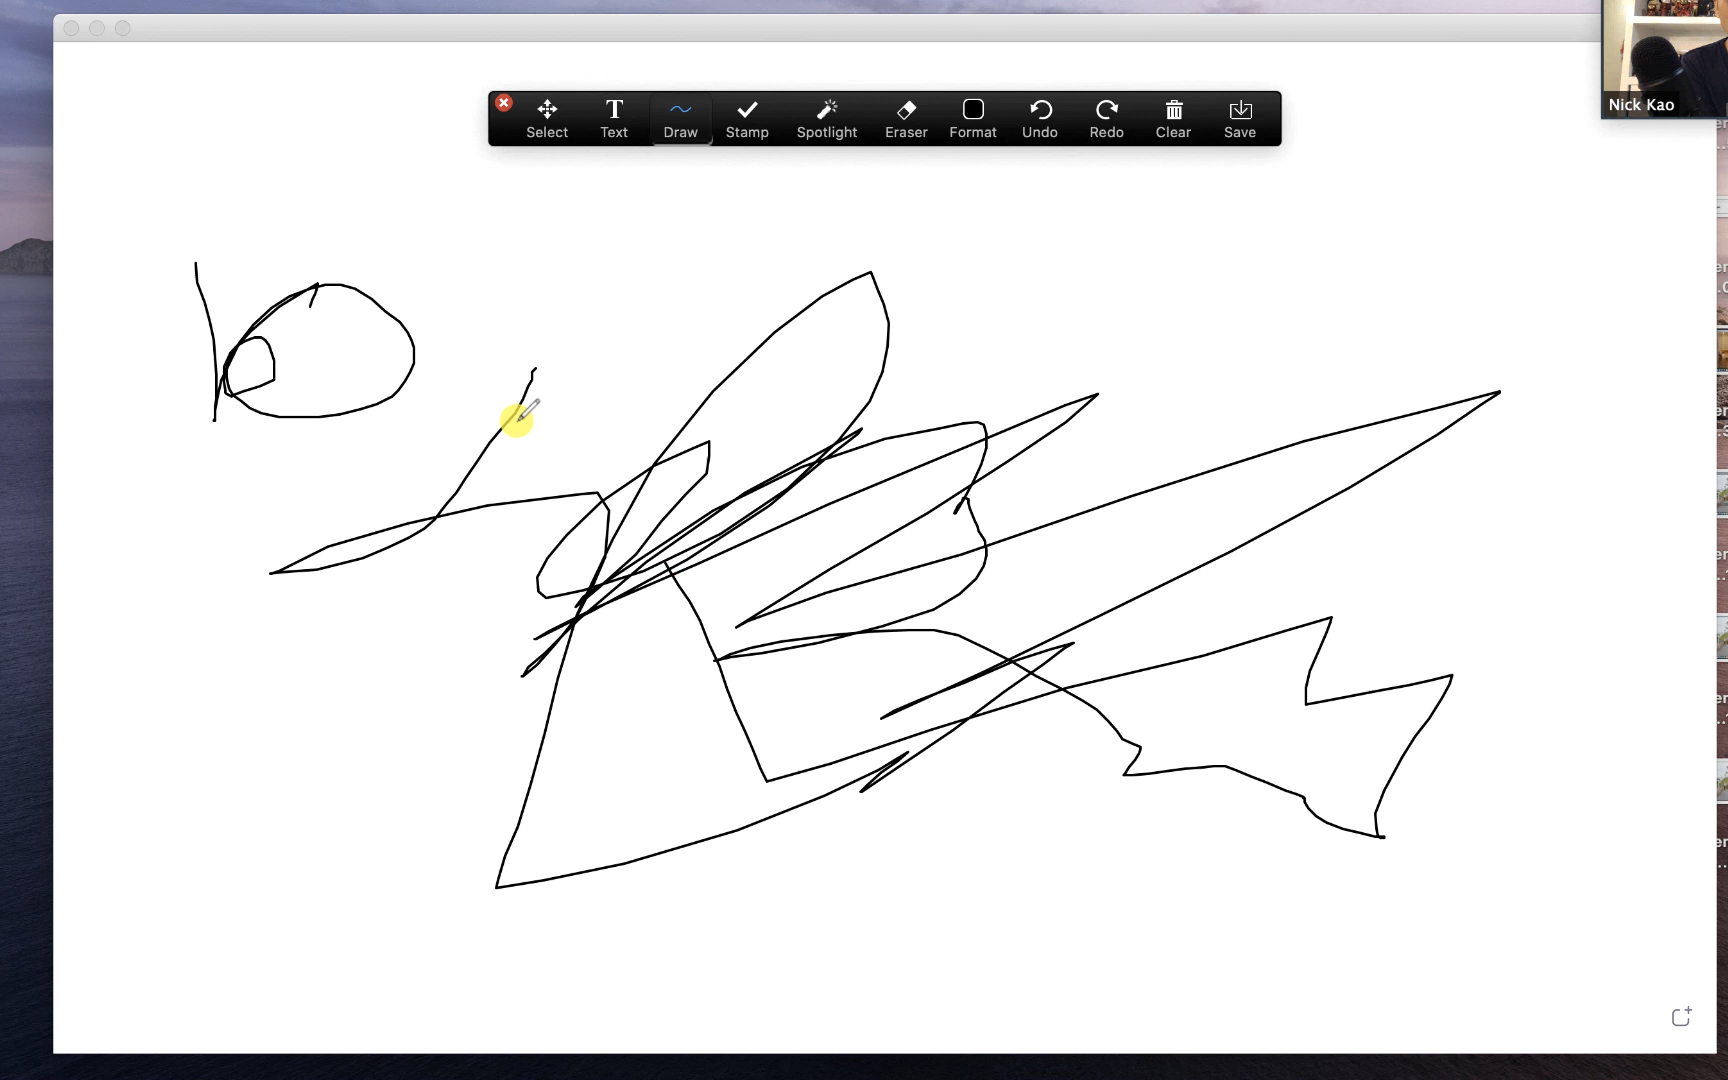 Nick Kao
Select Text Draw Stamp Spotlight Eraser Format Undo Redo Clear Save